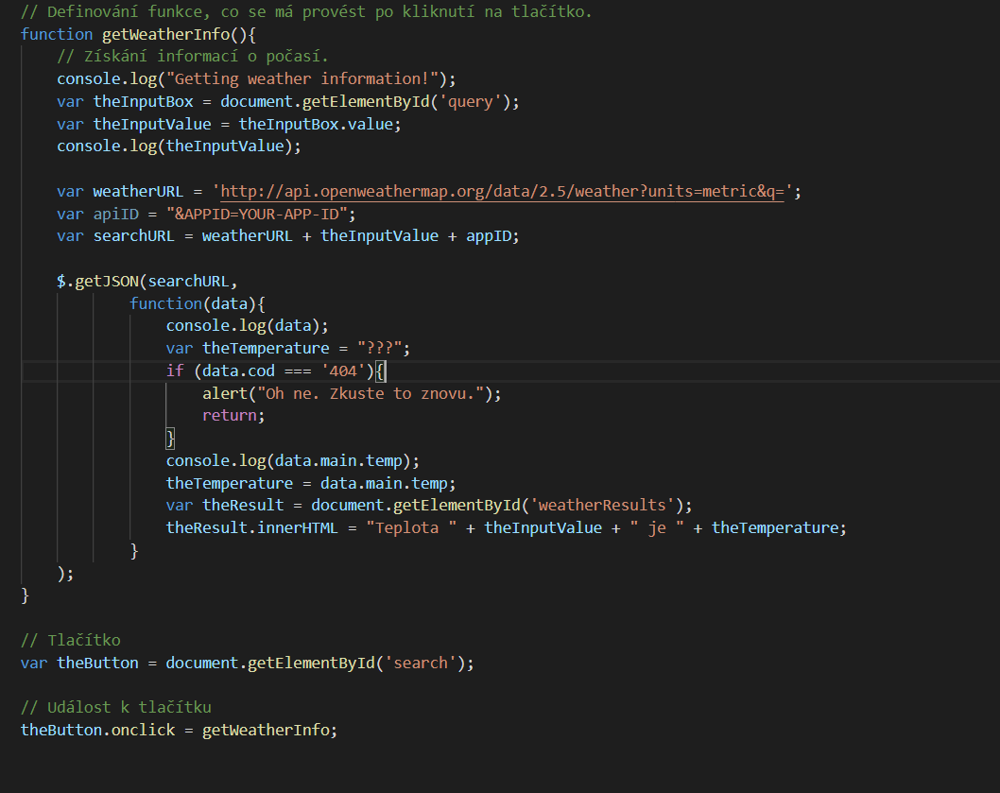 // Definování funkce, co se má provést po kliknutí na tlačítko.
function getWeatherInfo(){
    // Získání informací o počasí.
    console.log("Getting weather information!");
    var theInputBox = document.getElementById('query');
    var theInputValue = theInputBox.value;
    console.log(theInputValue);

    var weatherURL = 'http://api.openweathermap.org/data/2.5/weather?units=metric&q=';
    var apiID = "&APPID=YOUR-APP-ID";
    var searchURL = weatherURL + theInputValue + appID;

    $.getJSON(searchURL,
            function(data){
                console.log(data);
                var theTemperature = "???";
                if (data.cod === '404'){
                    alert("Oh ne. Zkuste to znovu.");
                    return;
                }
                console.log(data.main.temp);
                theTemperature = data.main.temp;
                var theResult = document.getElementById('weatherResults');
                theResult.innerHTML = "Teplota " + theInputValue + " je " + theTemperature;
            }
    );
}

// Tlačítko
var theButton = document.getElementById('search');

// Událost k tlačítku
theButton.onclick = getWeatherInfo;